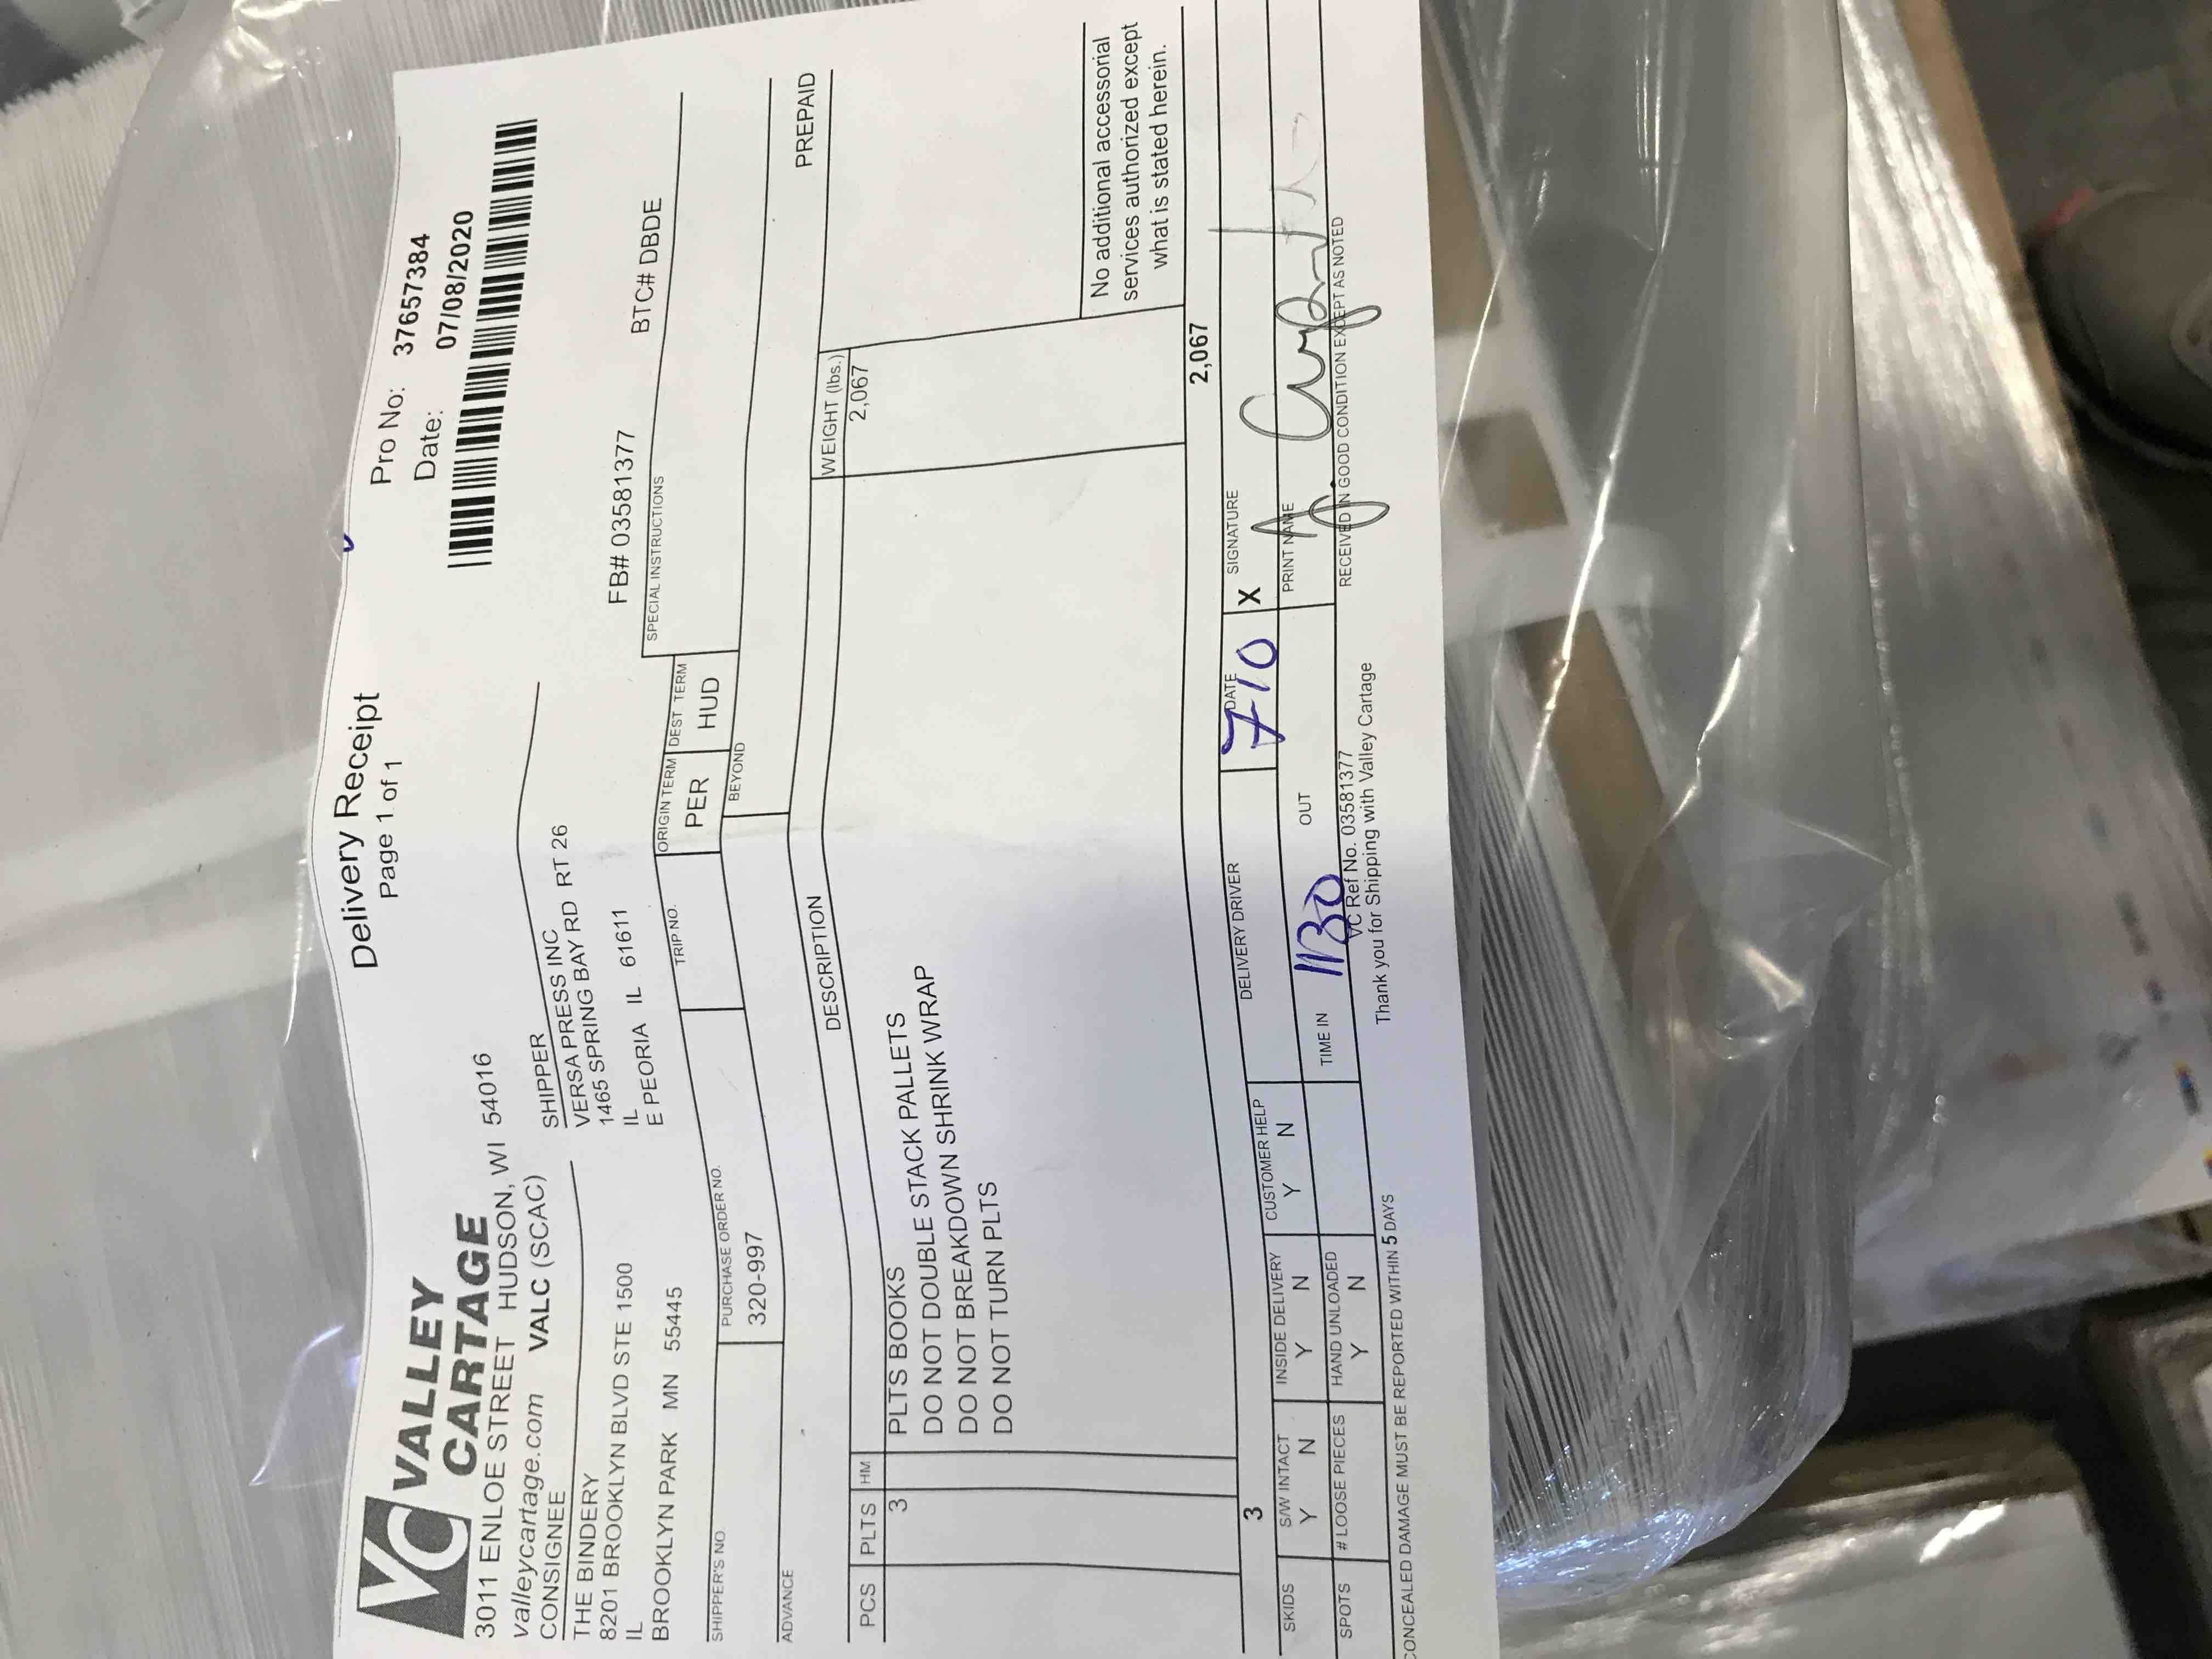 VC VALLEY CARTAGE
Delivery Receipt
Page 1 of 1
Pro No: 37657384
Date: 07/08/2020
3011 ENLOE STREET HUDSON, WI 54016
valleycartage.com VALC (SCAC)
CONSIGNEE
THE BINDERY
8201 BROOKLYN BLVD STE 1500
IL
BROOKLYN PARK MN 55445
SHIPPER
VERSA PRESS INC
1465 SPRING BAY RD RT 26
IL
E PEORIA IL 61611
FB# 03581377
BTC# DBDE
SHIPPER'S NO
PURCHASE ORDER NO.
320-997
TRIP NO.
ORIGIN TERM
PER
DEST TERM
HUD
SPECIAL INSTRUCTIONS
ADVANCE
BEYOND
PREPAID
PCS PLTS HM DESCRIPTION WEIGHT (lbs.)
3 PLTS BOOKS 2,067
DO NOT DOUBLE STACK PALLETS
DO NOT BREAKDOWN SHRINK WRAP
DO NOT TURN PLTS
No additional accessorial
services authorized except
what is stated herein.
3 2,067
SKIDS
S/W INTACT
Y N
INSIDE DELIVERY
Y N
CUSTOMER HELP
Y N
DELIVERY DRIVER
DATE
7-10
X SIGNATURE
SPOTS
# LOOSE PIECES
HAND UNLOADED
Y N
TIME IN 1130
OUT
PRINT NAME
RECEIVED IN GOOD CONDITION EXCEPT AS NOTED
VC Ref No. 03581377
CONCEALED DAMAGE MUST BE REPORTED WITHIN 5 DAYS
Thank you for Shipping with Valley Cartage